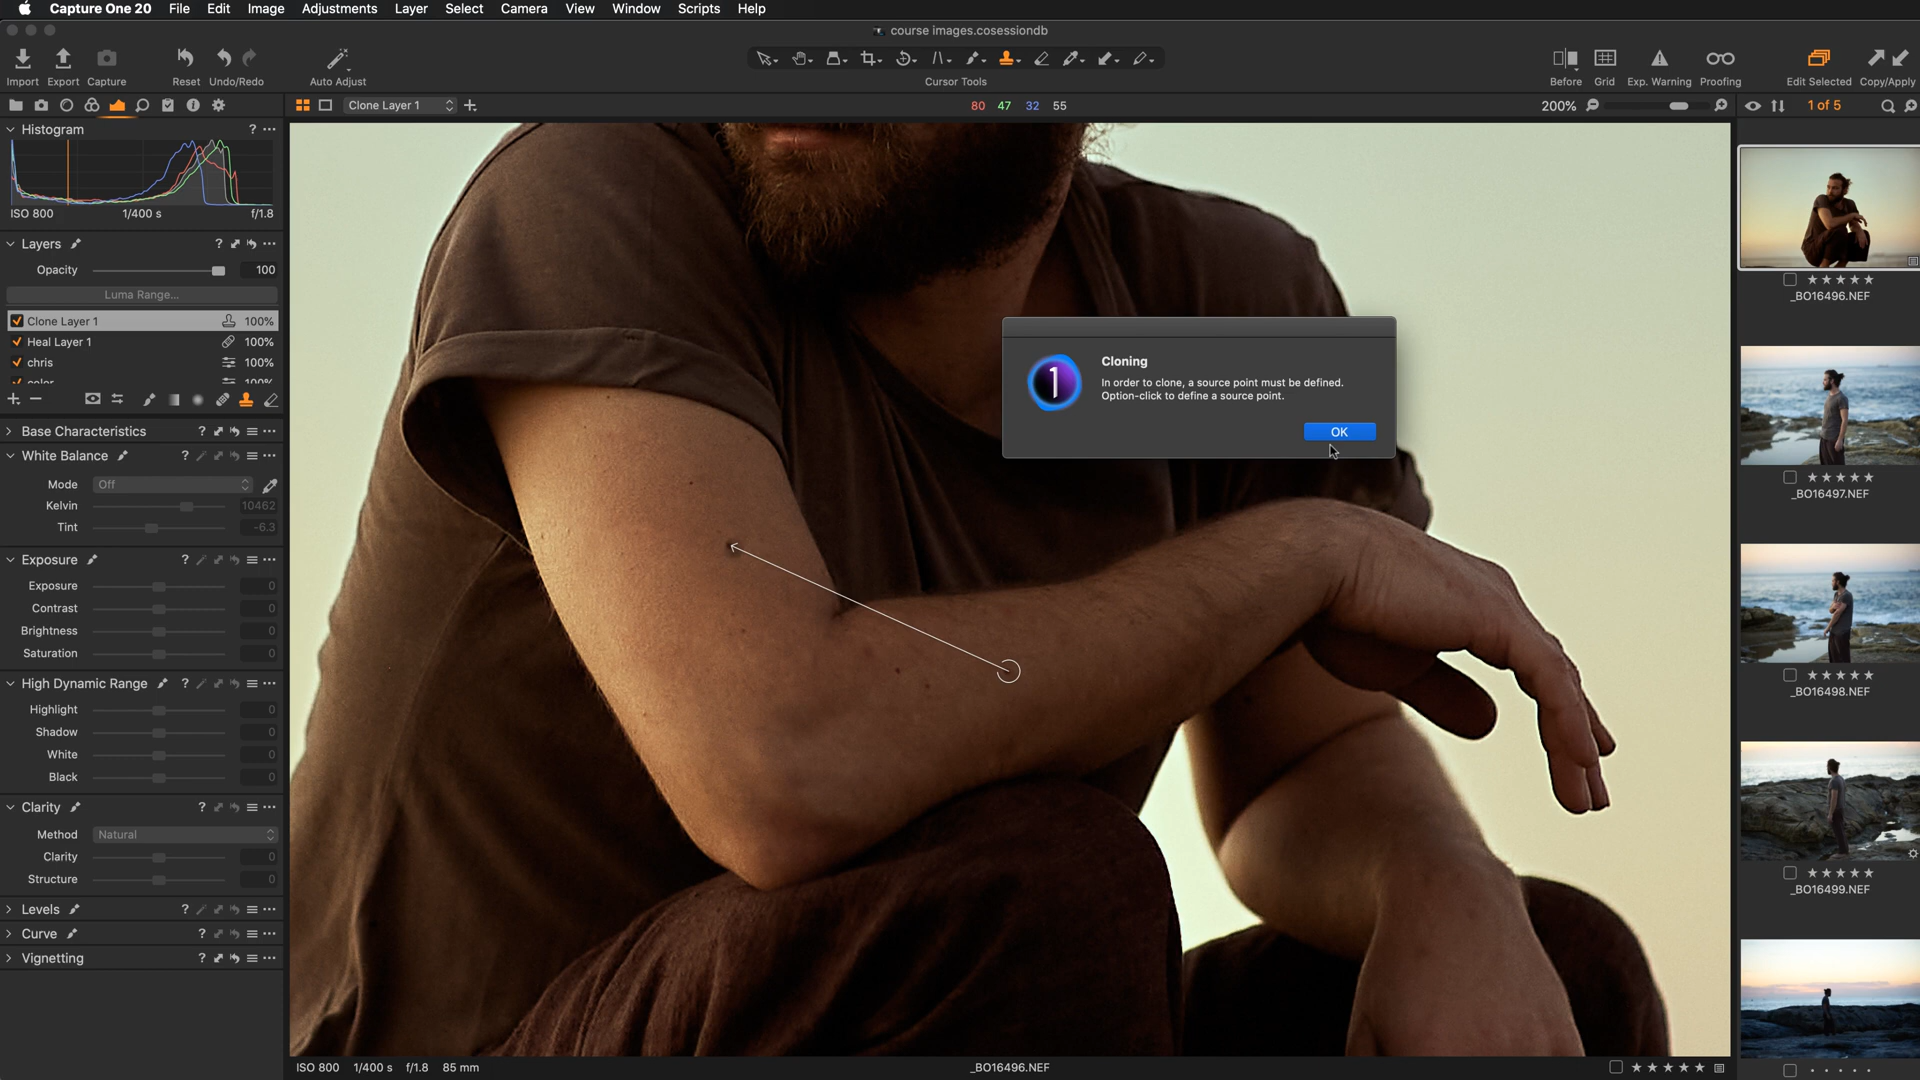 Capture One 20 File Edit Image Adjustments Layer Select Camera View Window Scripts Help
course images.cosessiondb
Import Export Capture Reset Undo/Redo Auto Adjust Cursor Tools Before Grid Exp. Warning Proofing Edit Selected Copy/Apply
Clone Layer 1 80 47 32 55 200% 1 of 5
Histogram ?
ISO 800 1/400 s f/1.8
Layers ?
Opacity 100
Luma Range...
Clone Layer 1 100%
Heal Layer 1 100%
chris 100%
color 100%
Base Characteristics ?
White Balance ?
Mode Off
Kelvin 10462
Tint -6.3
Exposure ?
Exposure 0
Contrast 0
Brightness 0
Saturation 0
High Dynamic Range ?
Highlight 0
Shadow 0
White 0
Black 0
Clarity ?
Method Natural
Clarity 0
Structure 0
Levels ?
Curve ?
Vignetting ?
1
Cloning
In order to clone, a source point must be defined.
Option-click to define a source point.
OK
_BO16496.NEF
_BO16497.NEF
_BO16498.NEF
_BO16499.NEF
ISO 800 1/400 s f/1.8 85 mm _BO16496.NEF